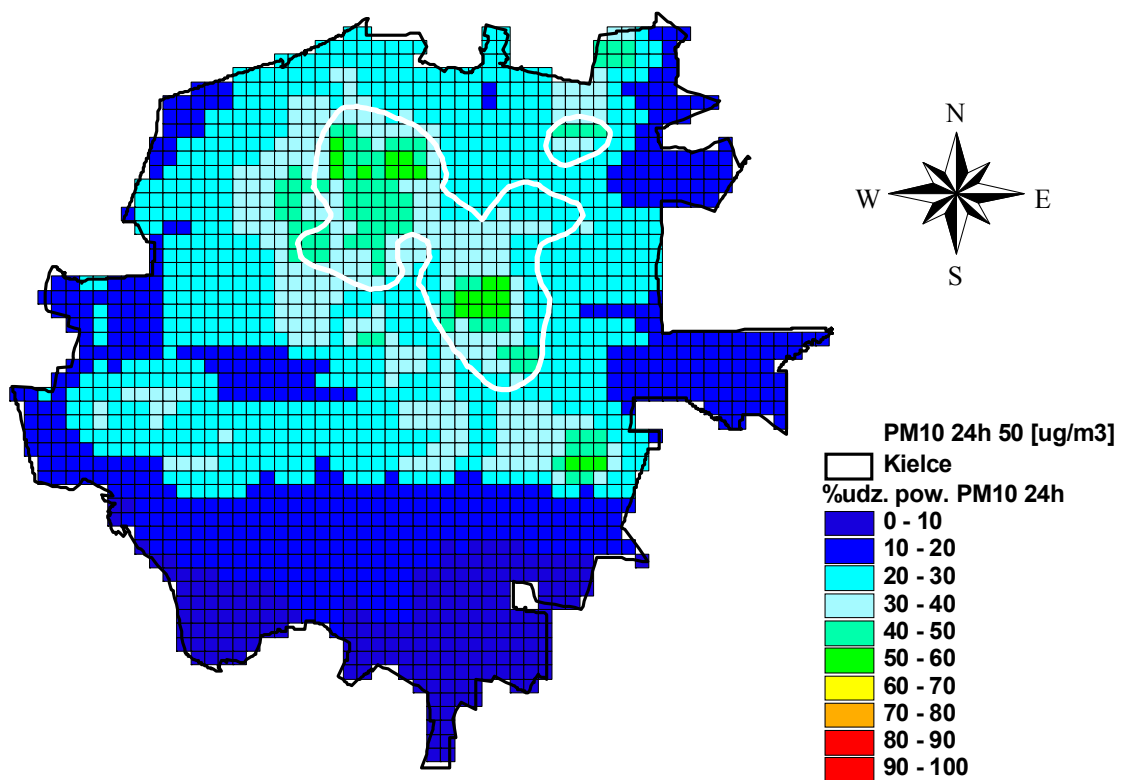 N
W
E
S
PM10 24h 50 [ug/m3]
Kielce
%udz. pow. PM10 24h
0 - 10
10 - 20
20 - 30
30 - 40
40 - 50
50 - 60
60 - 70
70 - 80
80 - 90
90 - 100